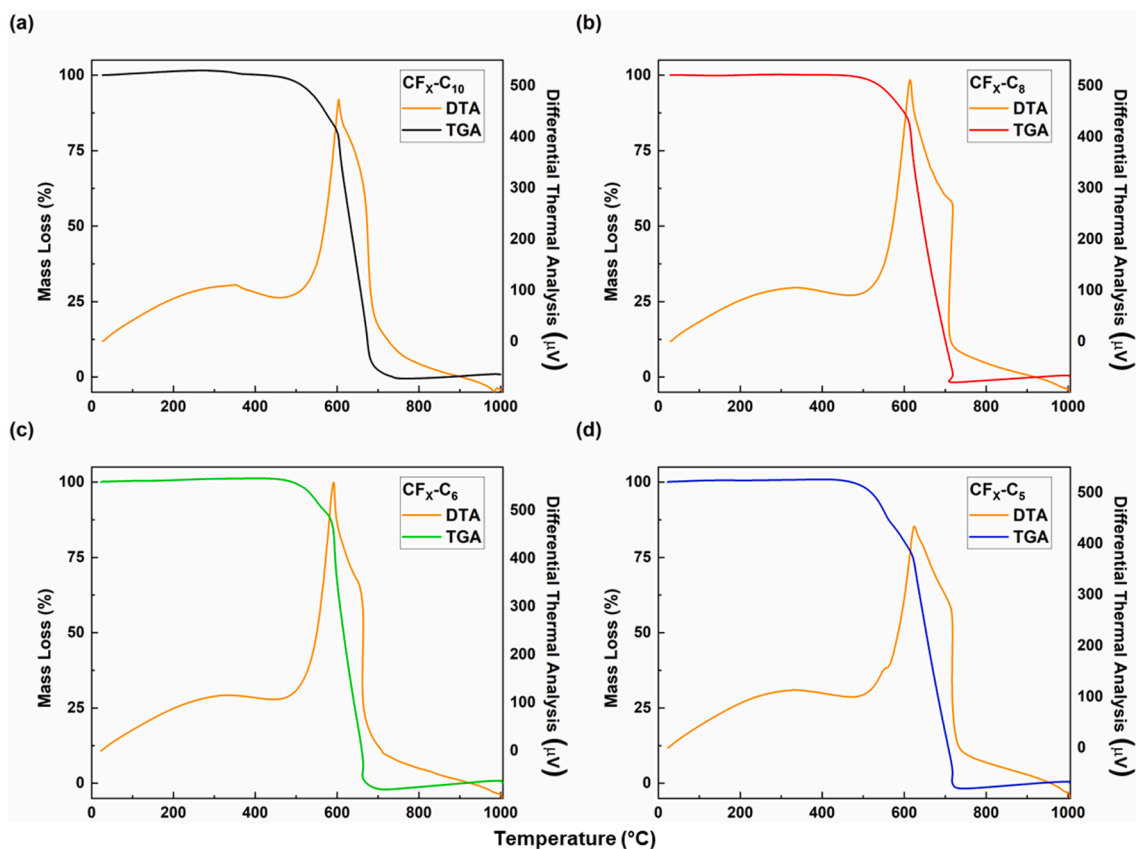 (a)
CFX-C10
DTA
TGA
100
75
50
25
0
Mass Loss (%)
500
400
300
200
100
0
Differential Thermal Analysis (μV)
0
200
400
600
800
1000
(b)
CFX-C8
DTA
TGA
100
75
50
25
0
Mass Loss (%)
500
400
300
200
100
0
Differential Thermal Analysis (μV)
0
200
400
600
800
1000
(c)
CFX-C6
DTA
TGA
100
75
50
25
0
Mass Loss (%)
500
400
300
200
100
0
Differential Thermal Analysis (μV)
0
200
400
600
800
1000
(d)
CFX-C5
DTA
TGA
100
75
50
25
0
Mass Loss (%)
500
400
300
200
100
0
Differential Thermal Analysis (μV)
0
200
400
600
800
1000
Temperature (°C)